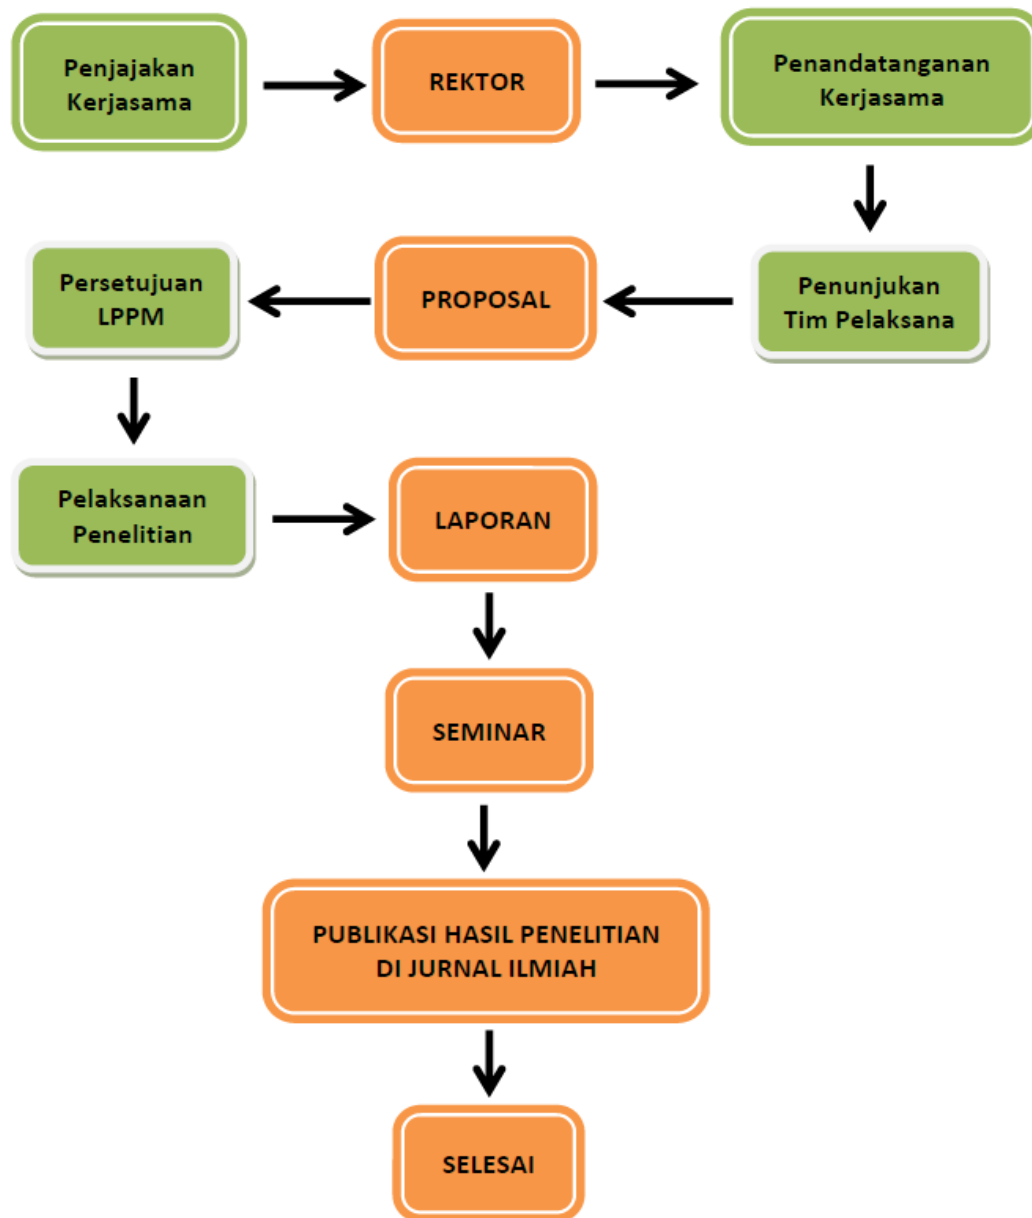 Penjajakan
Kerjasama
REKTOR
Penandatanganan
Kerjasama
Persetujuan
LPPM
PROPOSAL
Penunjukan
Tim Pelaksana
Pelaksanaan
Penelitian
LAPORAN
SEMINAR
PUBLIKASI HASIL PENELITIAN
DI JURNAL ILMIAH
SELESAI